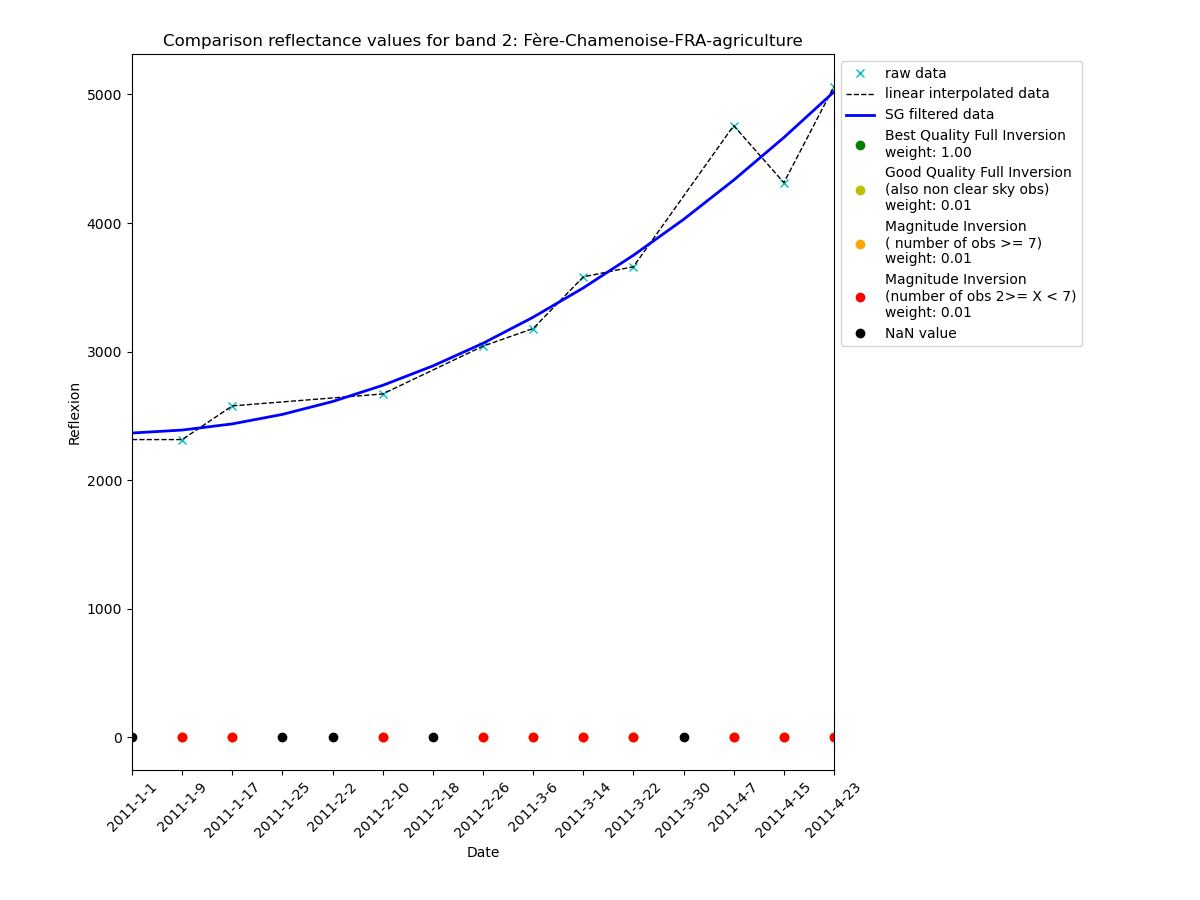 Comparison reflectance values for band 2: Fère-Chamenoise-FRA-agriculture
5000
4000
3000
2000
1000
0
Reflexion
2011-1-1
2011-1-9
2011-1-17
2011-1-25
2011-2-2
2011-2-10
2011-2-18
2011-2-26
2011-3-6
2011-3-14
2011-3-22
2011-3-30
2011-4-7
2011-4-15
2011-4-23
Date
raw data
linear interpolated data
SG filtered data
Best Quality Full Inversion
weight: 1.00
Good Quality Full Inversion
(also non clear sky obs)
weight: 0.01
Magnitude Inversion
( number of obs >= 7)
weight: 0.01
Magnitude Inversion
(number of obs 2>= X < 7)
weight: 0.01
NaN value